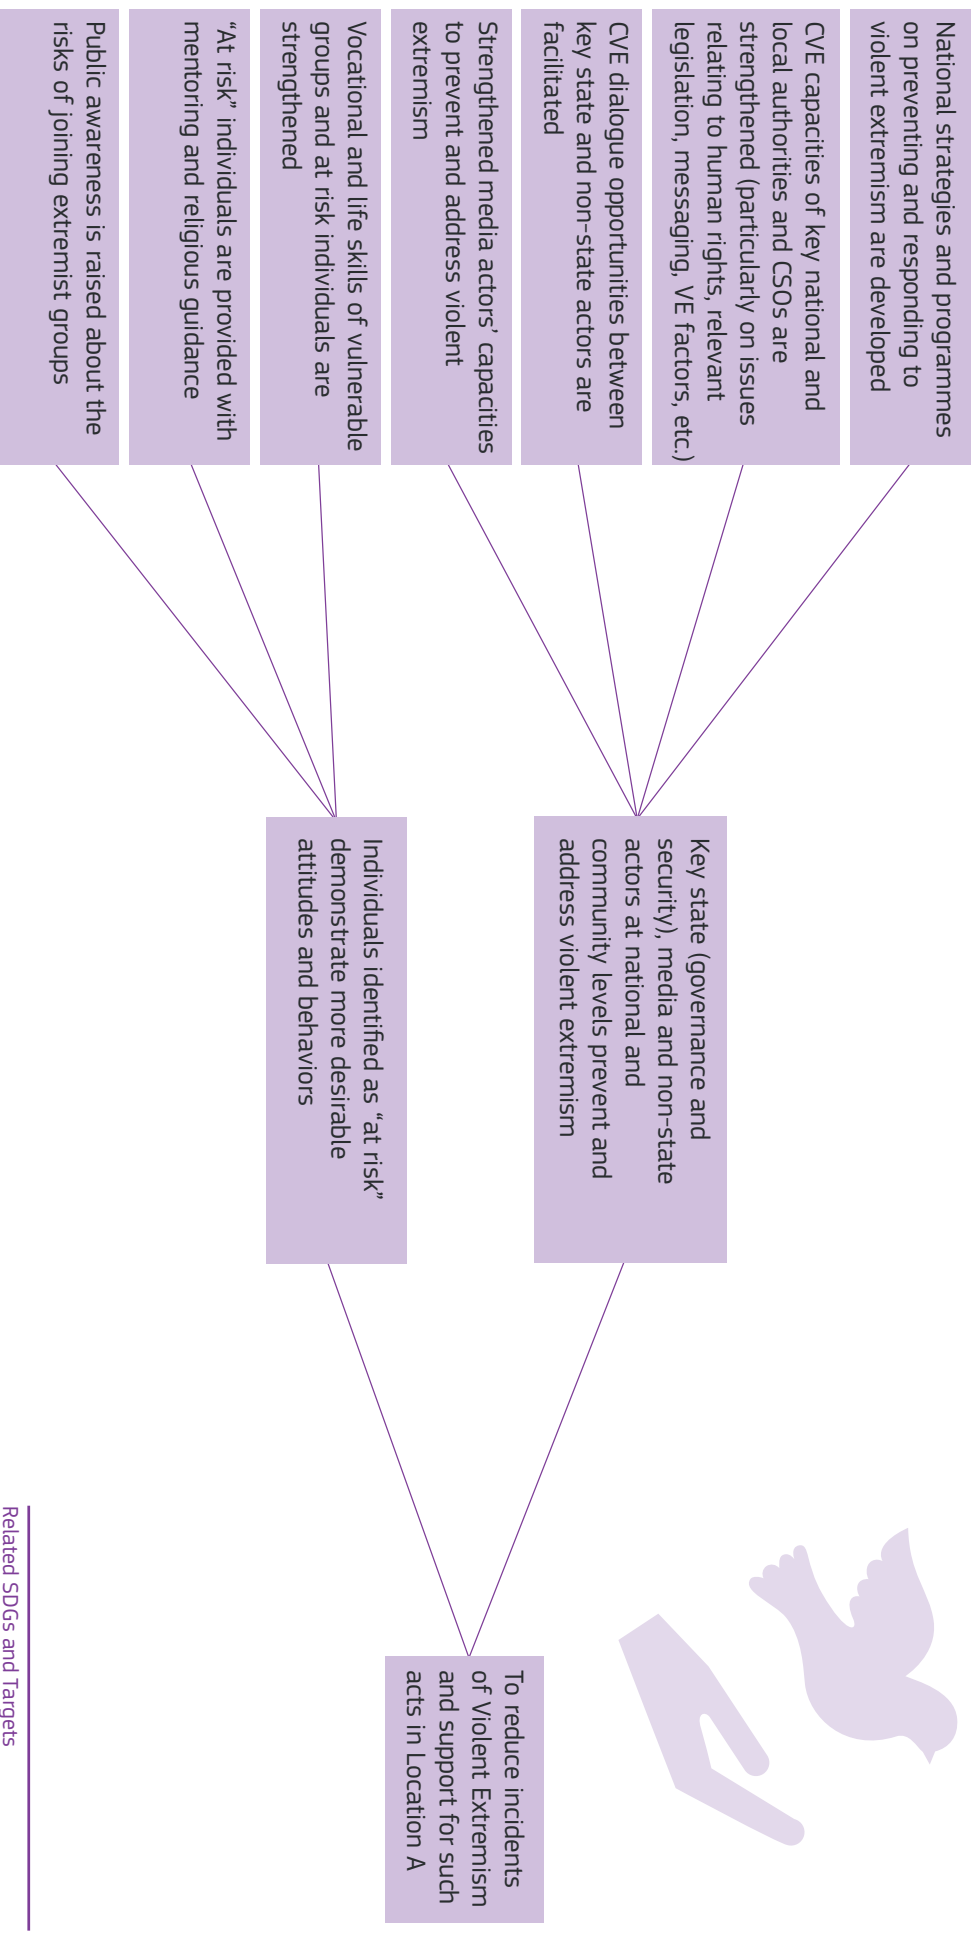 National strategies and programmes
on preventing and responding to
violent extremism are developed
CVE capacities of key national and
local authorities and CSOs are
strengthened (particularly on issues
relating to human rights, relevant
legislation, messaging, VE factors, etc.)
CVE dialogue opportunities between
key state and non-state actors are
facilitated
Strengthened media actors’ capacities
to prevent and address violent
extremism
Vocational and life skills of vulnerable
groups and at risk individuals are
strengthened
“At risk” individuals are provided with
mentoring and religious guidance
Public awareness is raised about the
risks of joining extremist groups
Key state (governance and
security), media and non-state
actors at national and
community levels prevent and
address violent extremism
Individuals identified as “at risk”
demonstrate more desirable
attitudes and behaviors
To reduce incidents
of Violent Extremism
and support for such
acts in Location A
Related SDGs and Targets